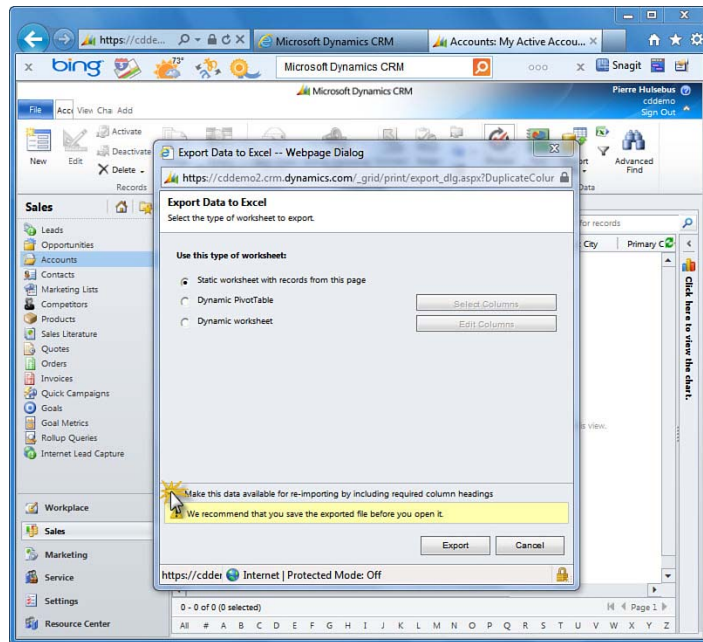 https://cdde...
Microsoft Dynamics CRM
Accounts: My Active Accou...
x bing 73° Microsoft Dynamics CRM ooo x Snagit
Microsoft Dynamics CRM
Pierre Hulsebus
cddemo
Sign Out
File Acc View Cha Add
New
Edit
Activate
Deactivate
Delete
Records
Data
Advanced
Find
Sales
Leads
Opportunities
Accounts
Contacts
Marketing Lists
Competitors
Products
Sales Literature
Quotes
Orders
Invoices
Quick Campaigns
Goals
Goal Metrics
Rollup Queries
Internet Lead Capture
Workplace
Sales
Marketing
Service
Settings
Resource Center
Export Data to Excel -- Webpage Dialog
https://cddemo2.crm.dynamics.com/_grid/print/export_dlg.aspx?DuplicateColur
Export Data to Excel
Select the type of worksheet to export.
Use this type of worksheet:
Static worksheet with records from this page
Dynamic PivotTable
Select Columns
Dynamic worksheet
Edit Columns
Make this data available for re-importing by including required column headings
We recommend that you save the exported file before you open it.
Export
Cancel
https://cdder Internet | Protected Mode: Off
for records
City Primary C
Click here to view the chart.
is view.
0 - 0 of 0 (0 selected)
Page 1
All # A B C D E F G H I J K L M N O P Q R S T U V W X Y Z